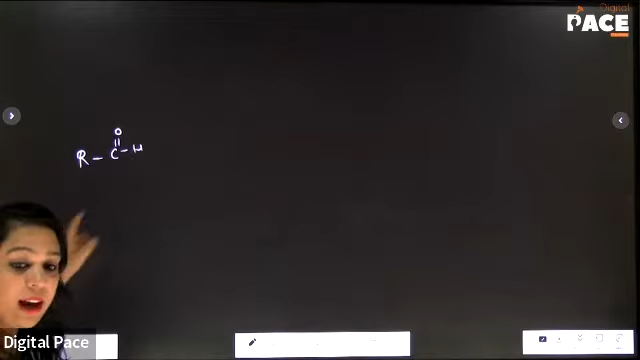 Digital
PACE
O
||
R - C - H
Digital Pace